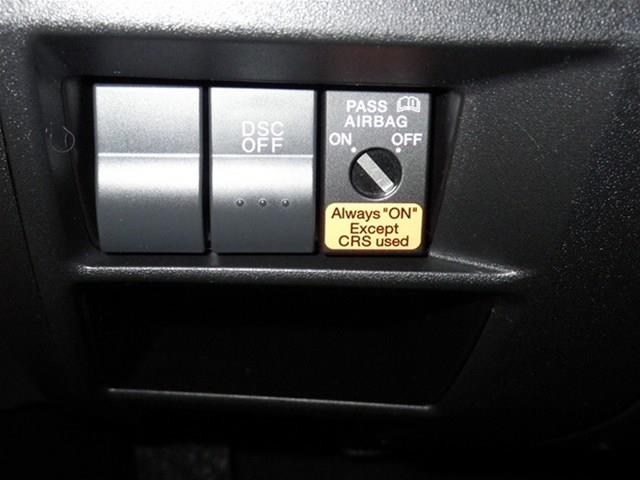 DSC
OFF
PASS
AIRBAG
ON OFF
Always "ON"
Except
CRS used